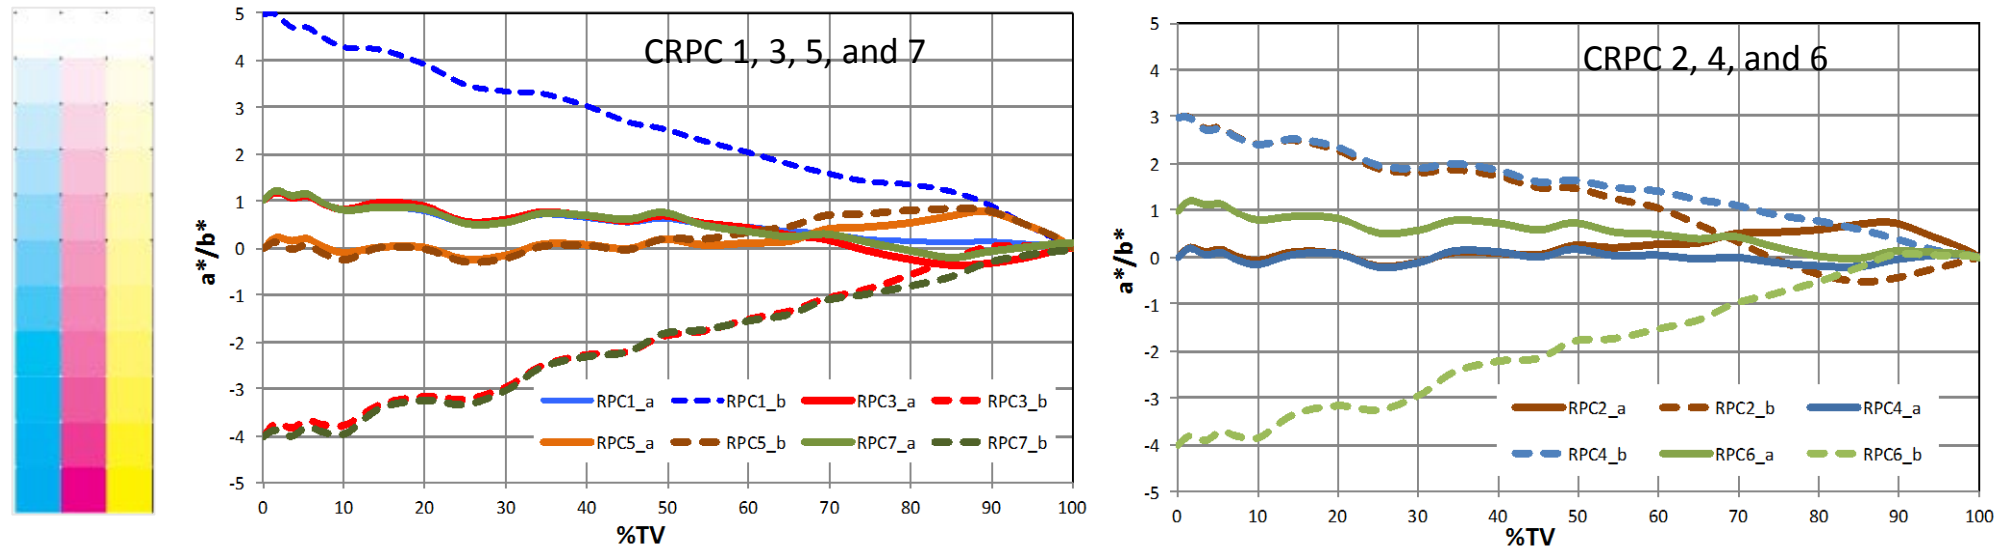 CRPC 1, 3, 5, and 7
5
4
3
2
1
0
-1
-2
-3
-4
-5
a*/b*
RPC1_a RPC1_b RPC3_a RPC3_b
RPC5_a RPC5_b RPC7_a RPC7_b
0 10 20 30 40 50 60 70 80 90 100
%TV
CRPC 2, 4, and 6
5
4
3
2
1
0
-1
-2
-3
-4
-5
a*/b*
RPC2_a RPC2_b RPC4_a
RPC4_b RPC6_a RPC6_b
0 10 20 30 40 50 60 70 80 90 100
%TV